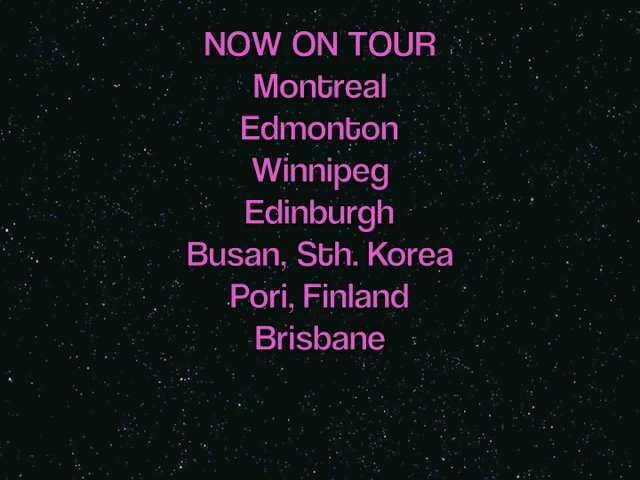 NOW ON TOUR
Montreal
Edmonton
Winnipeg
Edinburgh
Busan, Sth. Korea
Pori, Finland
Brisbane